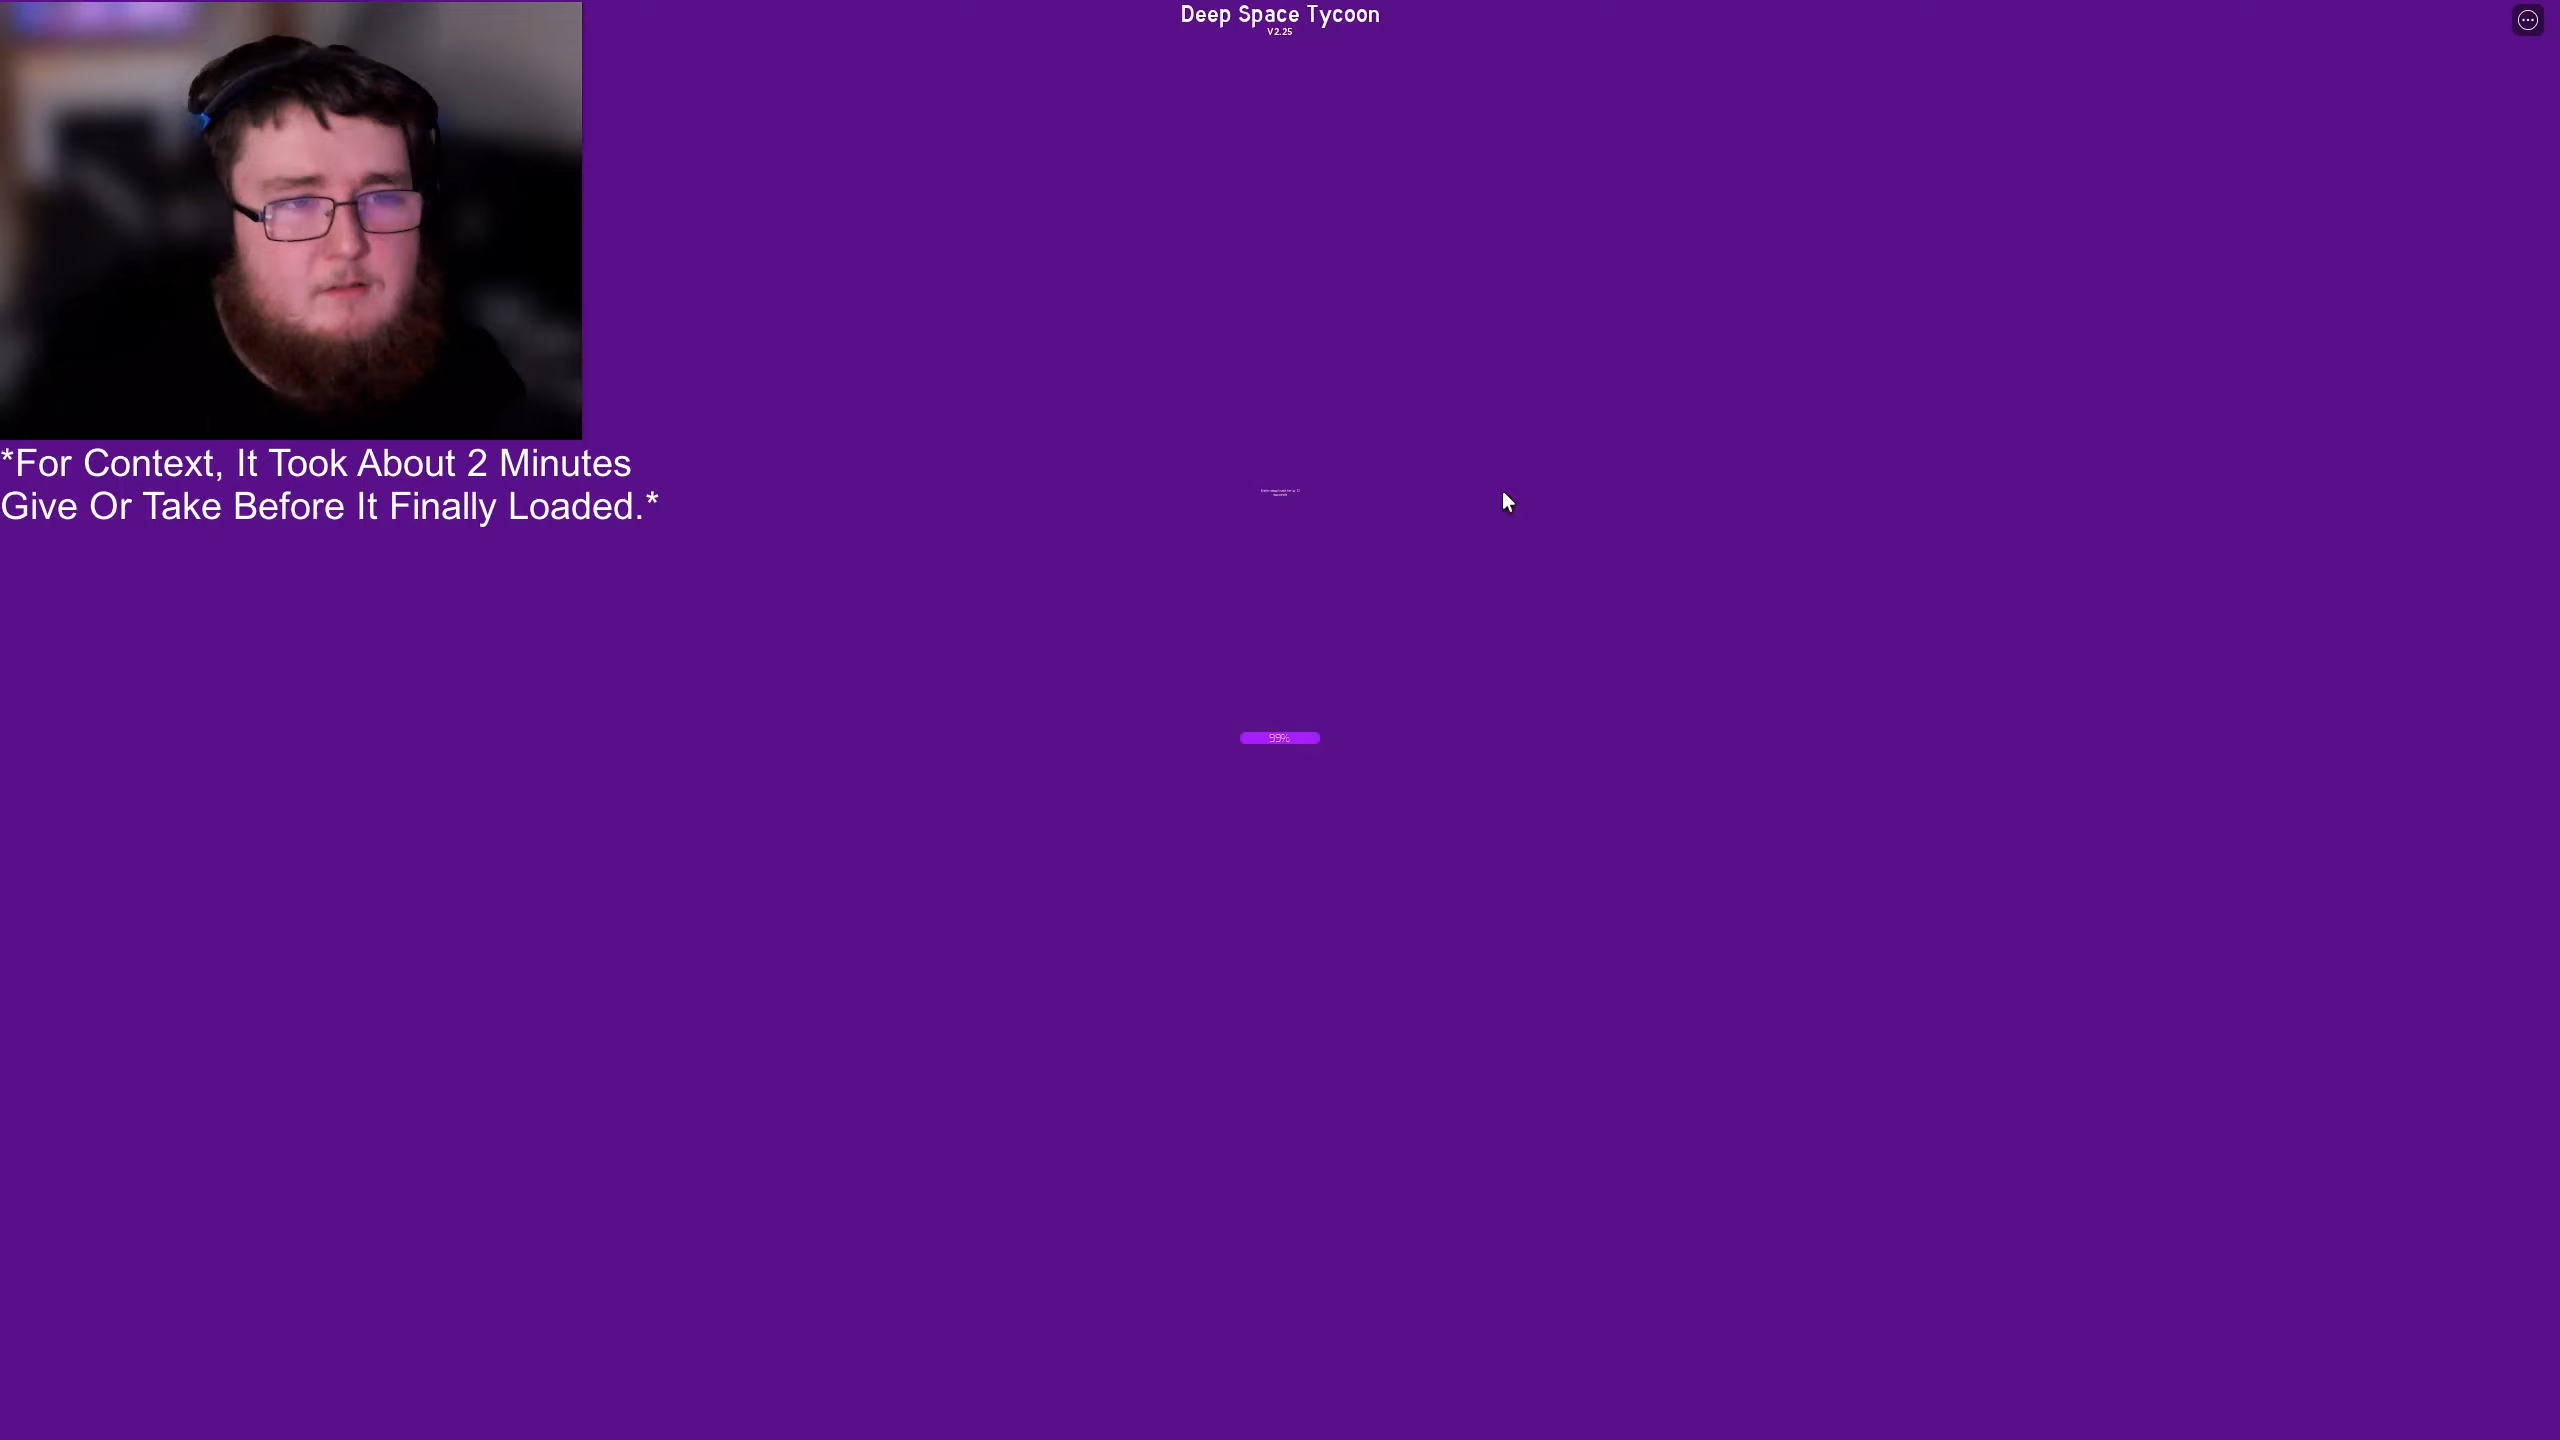 Deep Space Tycoon
V2.25
*For Context, It Took About 2 Minutes
Give Or Take Before It Finally Loaded.*
99%